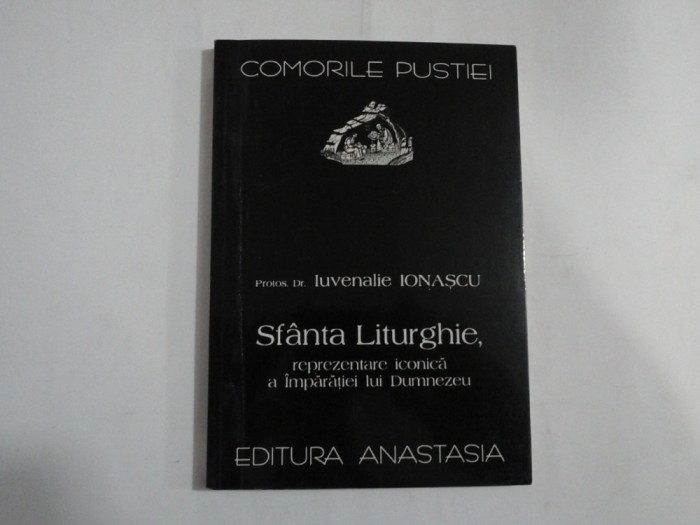 COMORILE PUSTIEI
Protos. Dr. Iuvenalie IONAȘCU
Sfânta Liturghie,
reprezentare iconică
a Împărăției lui Dumnezeu
EDITURA ANASTASIA